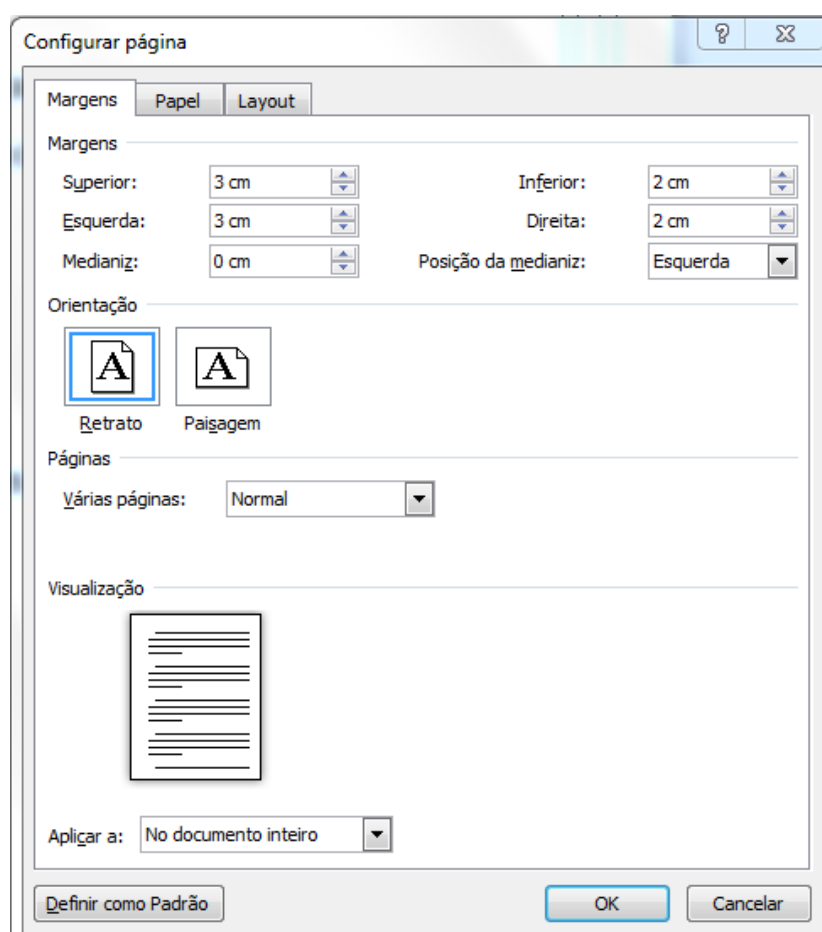 Configurar página
Margens Papel Layout
Margens
Superior: 3 cm Inferior: 2 cm
Esquerda: 3 cm Direita: 2 cm
Medianiz: 0 cm Posição da medianiz: Esquerda
Orientação
A A
Retrato Paisagem
Páginas
Várias páginas: Normal
Visualização
Aplicar a: No documento inteiro
Definir como Padrão OK Cancelar